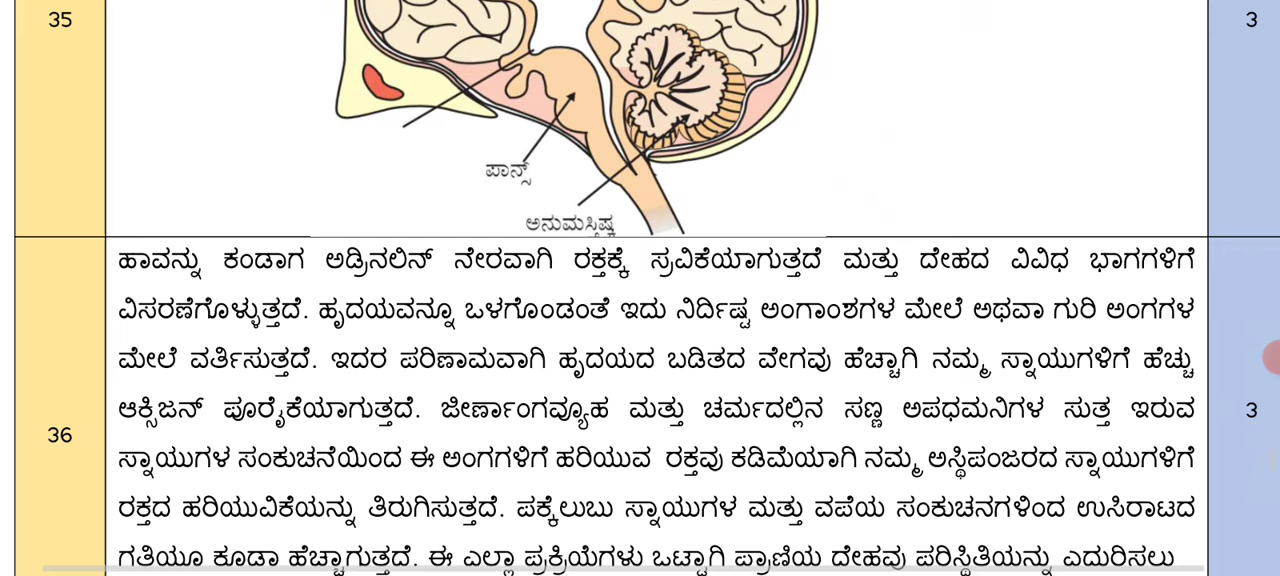 35
3
ಪಾನ್ಸ್
ಅನುಮಸ್ತಿಷ್ಕ
ಹಾವನ್ನು ಕಂಡಾಗ ಅಡ್ರಿನಲಿನ್ ನೇರವಾಗಿ ರಕ್ತಕ್ಕೆ ಸ್ರವಿಕೆಯಾಗುತ್ತದೆ ಮತ್ತು ದೇಹದ ವಿವಿಧ ಭಾಗಗಳಿಗೆ
ವಿಸರಣೆಗೊಳ್ಳುತ್ತದೆ. ಹೃದಯವನ್ನೂ ಒಳಗೊಂಡಂತೆ ಇದು ನಿರ್ದಿಷ್ಟ ಅಂಗಾಂಶಗಳ ಮೇಲೆ ಅಥವಾ ಗುರಿ ಅಂಗಗಳ
ಮೇಲೆ ವರ್ತಿಸುತ್ತದೆ. ಇದರ ಪರಿಣಾಮವಾಗಿ ಹೃದಯದ ಬಡಿತದ ವೇಗವು ಹೆಚ್ಚಾಗಿ ನಮ್ಮ ಸ್ನಾಯುಗಳಿಗೆ ಹೆಚ್ಚು
ಆಕ್ಸಿಜನ್ ಪೂರೈಕೆಯಾಗುತ್ತದೆ. ಜೀರ್ಣಾಂಗವ್ಯೂಹ ಮತ್ತು ಚರ್ಮದಲ್ಲಿನ ಸಣ್ಣ ಅಪಧಮನಿಗಳ ಸುತ್ತ ಇರುವ
36
3
ಸ್ನಾಯುಗಳ ಸಂಕುಚನೆಯಿಂದ ಈ ಅಂಗಗಳಿಗೆ ಹರಿಯುವ ರಕ್ತವು ಕಡಿಮೆಯಾಗಿ ನಮ್ಮ ಅಸ್ಥಿಪಂಜರದ ಸ್ನಾಯುಗಳಿಗೆ
ರಕ್ತದ ಹರಿಯುವಿಕೆಯನ್ನು ತಿರುಗಿಸುತ್ತದೆ. ಪಕ್ಕೆಲುಬು ಸ್ನಾಯುಗಳ ಮತ್ತು ವಪೆಯ ಸಂಕುಚನಗಳಿಂದ ಉಸಿರಾಟದ
ಗತಿಯೂ ಕೂಡಾ ಹೆಚ್ಚಾಗುತ್ತದೆ. ಈ ಎಲ್ಲಾ ಪ್ರಕ್ರಿಯೆಗಳು ಒಟ್ಟಾಗಿ ಪ್ರಾಣಿಯ ದೇಹವು ಪರಿಸ್ಥಿತಿಯನ್ನು ಎದುರಿಸಲು